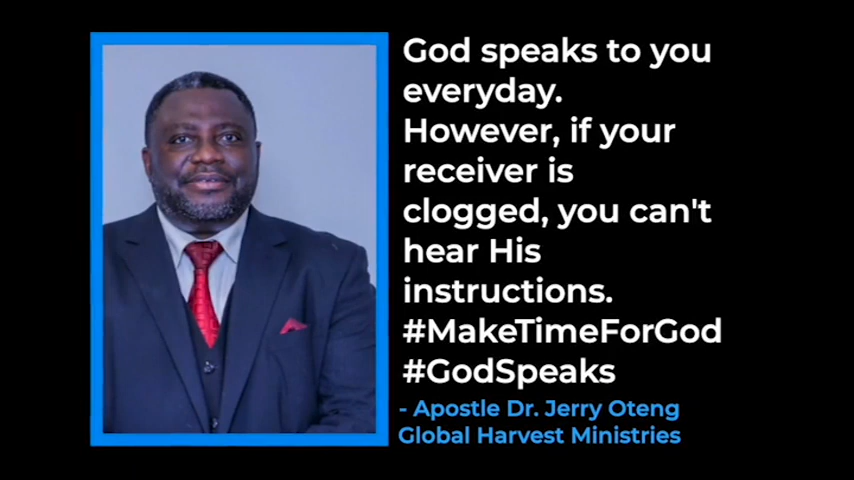 God speaks to you
everyday.
However, if your
receiver is
clogged, you can't
hear His
instructions.
#MakeTimeForGod
#GodSpeaks
- Apostle Dr. Jerry Oteng
Global Harvest Ministries